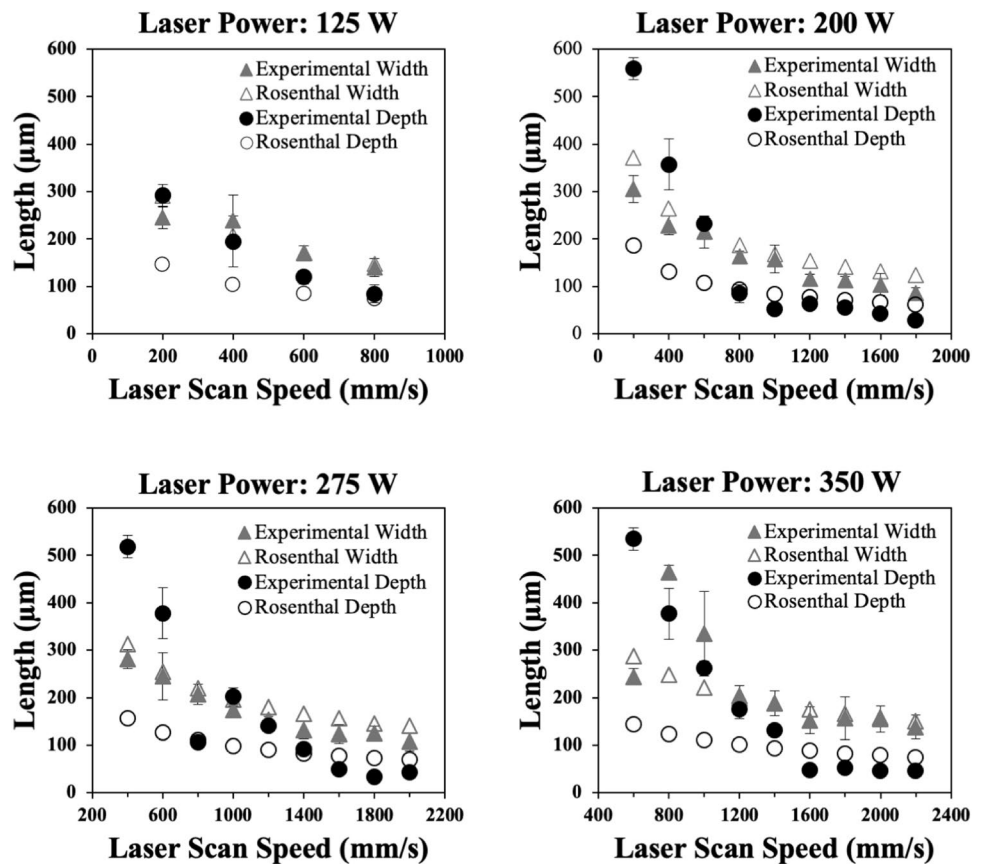 Laser Power: 125 W
600
500
400
300
200
100
0
Length (μm)
Experimental Width
Rosenthal Width
Experimental Depth
Rosenthal Depth
0 200 400 600 800 1000
Laser Scan Speed (mm/s)
Laser Power: 200 W
600
500
400
300
200
100
0
Length (μm)
Experimental Width
Rosenthal Width
Experimental Depth
Rosenthal Depth
0 400 800 1200 1600 2000
Laser Scan Speed (mm/s)
Laser Power: 275 W
600
500
400
300
200
100
0
Length (μm)
Experimental Width
Rosenthal Width
Experimental Depth
Rosenthal Depth
200 600 1000 1400 1800 2200
Laser Scan Speed (mm/s)
Laser Power: 350 W
600
500
400
300
200
100
0
Length (μm)
Experimental Width
Rosenthal Width
Experimental Depth
Rosenthal Depth
400 800 1200 1600 2000 2400
Laser Scan Speed (mm/s)